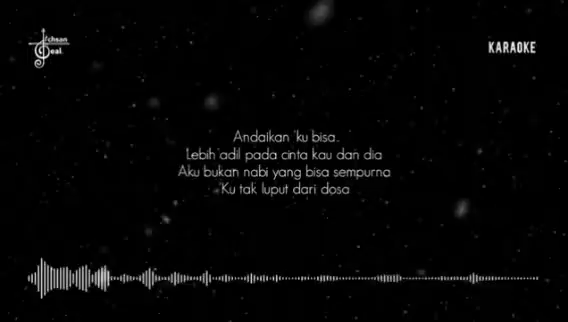 Ichsan
Deal
KARAOKE
Andaikan 'ku bisa
Lebih adil pada cinta kau dan dia
Aku bukan nabi yang bisa sempurna
'Ku tak luput dari dosa